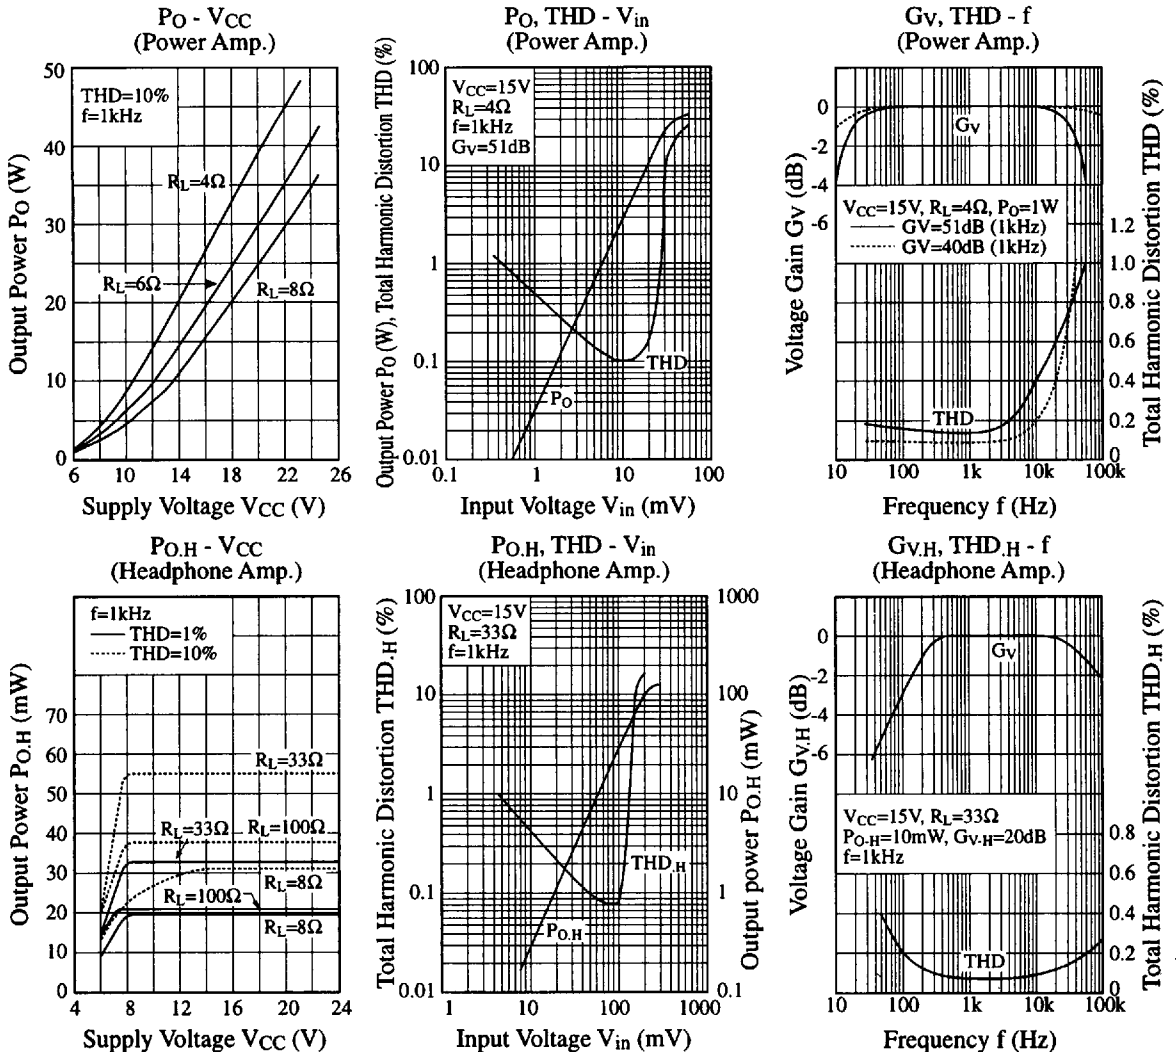 PO - VCC
(Power Amp.)
THD=10%
f=1kHz
RL=4Ω
RL=6Ω
RL=8Ω
50
40
30
20
10
0
6
10
14
18
22
26
Output Power PO (W)
Supply Voltage VCC (V)
PO, THD - Vin
(Power Amp.)
VCC=15V
RL=4Ω
f=1kHz
GV=51dB
THD
PO
100
10
1
0.1
0.01
0.1
1
10
100
Output Power PO (W), Total Harmonic Distortion THD (%)
Input Voltage Vin (mV)
GV, THD - f
(Power Amp.)
GV
VCC=15V, RL=4Ω, PO=1W
GV=51dB (1kHz)
GV=40dB (1kHz)
THD
0
-2
-4
-6
1.2
1.0
0.8
0.6
0.4
0.2
0
10
100
1k
10k
100k
Voltage Gain GV (dB)
Total Harmonic Distortion THD (%)
Frequency f (Hz)
PO.H - VCC
(Headphone Amp.)
f=1kHz
THD=1%
THD=10%
RL=33Ω
RL=33Ω
RL=100Ω
RL=8Ω
RL=100Ω
RL=8Ω
70
60
50
40
30
20
10
0
4
8
12
16
20
24
Output Power PO.H (mW)
Supply Voltage VCC (V)
PO.H, THD - Vin
(Headphone Amp.)
VCC=15V
RL=33Ω
f=1kHz
THD.H
PO.H
100
10
1
0.1
0.01
1000
100
10
1
0.1
1
10
100
1000
Total Harmonic Distortion THD.H (%)
Output power PO.H (mW)
Input Voltage Vin (mV)
GV.H, THD.H - f
(Headphone Amp.)
GV
VCC=15V, RL=33Ω
PO-H=10mW, GV-H=20dB
f=1kHz
THD
0
-2
-4
-6
0.8
0.6
0.4
0.2
0
10
100
1k
10k
100k
Voltage Gain GV.H (dB)
Total Harmonic Distortion THD.H (%)
Frequency f (Hz)